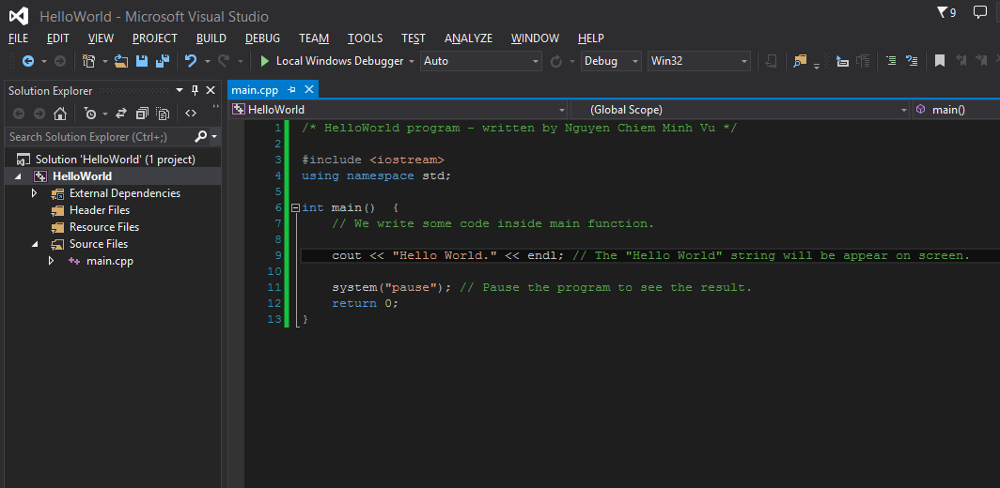 HelloWorld - Microsoft Visual Studio
9
FILE EDIT VIEW PROJECT BUILD DEBUG TEAM TOOLS TEST ANALYZE WINDOW HELP
Local Windows Debugger Auto Debug Win32
Solution Explorer
Search Solution Explorer (Ctrl+;)
Solution 'HelloWorld' (1 project)
HelloWorld
External Dependencies
Header Files
Resource Files
Source Files
main.cpp
main.cpp
HelloWorld (Global Scope) main()
1 /* HelloWorld program - written by Nguyen Chiem Minh Vu */
2
3 #include <iostream>
4 using namespace std;
5
6 int main()  {
7 // We write some code inside main function.
8
9 cout << "Hello World." << endl; // The "Hello World" string will be appear on screen.
10
11 system("pause"); // Pause the program to see the result.
12 return 0;
13 }